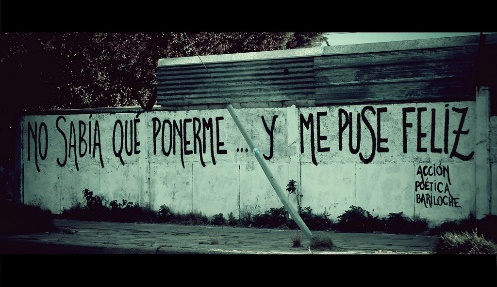 NO SABÍA QUÉ PONERME... Y ME PUSE FELIZ
ACCIÓN
POÉTICA
BARILOCHE